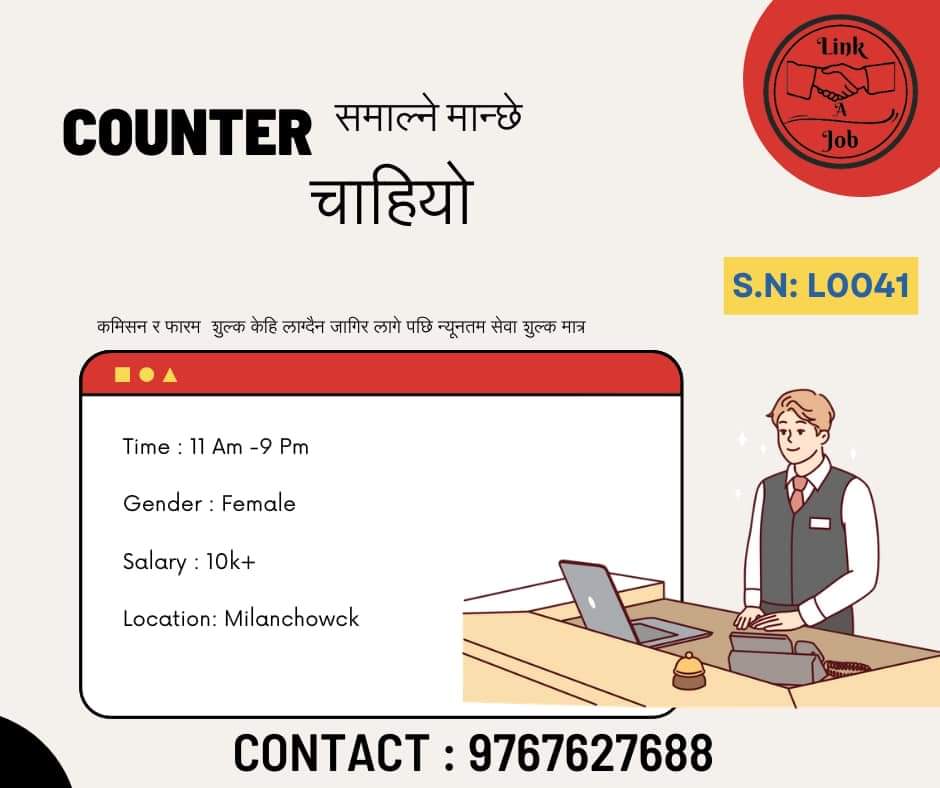 Link
A
Job
COUNTER समाल्ने मान्छे
चाहियो
S.N: L0041
कमिसन र फारम शुल्क केहि लाग्दैन जागिर लागे पछि न्यूनतम सेवा शुल्क मात्र
Time : 11 Am -9 Pm
Gender : Female
Salary : 10k+
Location: Milanchowck
CONTACT : 9767627688